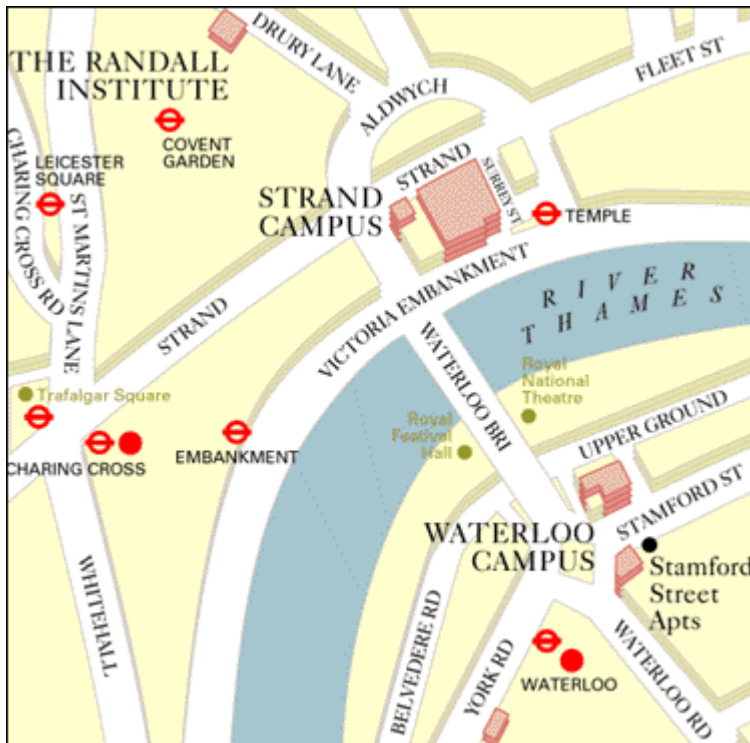 DRURY LANE
THE RANDALL
INSTITUTE
ALDWYCH
FLEET ST
COVENT
GARDEN
CHARING CROSS RD
LEICESTER
SQUARE
ST MARTINS LANE
STRAND
SURREY ST
STRAND
CAMPUS
TEMPLE
VICTORIA EMBANKMENT
RIVER
THAMES
STRAND
WATERLOO BRI
Royal
National
Theatre
Trafalgar Square
Royal
Festival
Hall
UPPER GROUND
CHARING CROSS
EMBANKMENT
STAMFORD ST
WATERLOO
CAMPUS
WHITEHALL
Stamford
Street
Apts
BELVEDERE RD
YORK RD
WATERLOO
WATERLOO RD